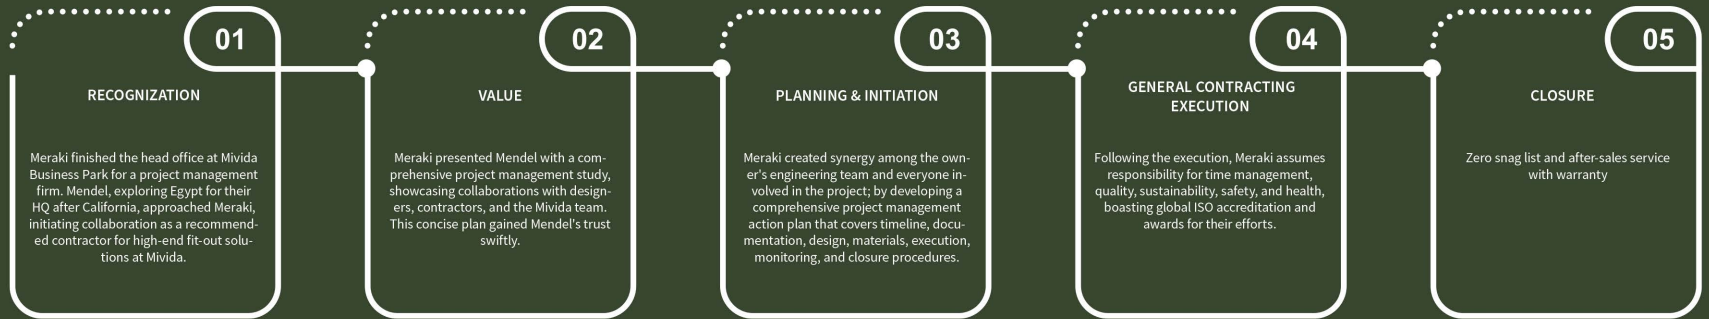 01
RECOGNIZATION
Meraki finished the head office at Mivida
Business Park for a project management
firm. Mendel, exploring Egypt for their
HQ after California, approached Meraki,
initiating collaboration as a recommend-
ed contractor for high-end fit-out solu-
tions at Mivida.
02
VALUE
Meraki presented Mendel with a com-
prehensive project management study,
showcasing collaborations with design-
ers, contractors, and the Mivida team.
This concise plan gained Mendel's trust
swiftly.
03
PLANNING & INITIATION
Meraki created synergy among the own-
er's engineering team and everyone in-
volved in the project; by developing a
comprehensive project management
action plan that covers timeline, docu-
mentation, design, materials, execution,
monitoring, and closure procedures.
04
GENERAL CONTRACTING
EXECUTION
Following the execution, Meraki assumes
responsibility for time management,
quality, sustainability, safety, and health,
boasting global ISO accreditation and
awards for their efforts.
05
CLOSURE
Zero snag list and after-sales service
with warranty